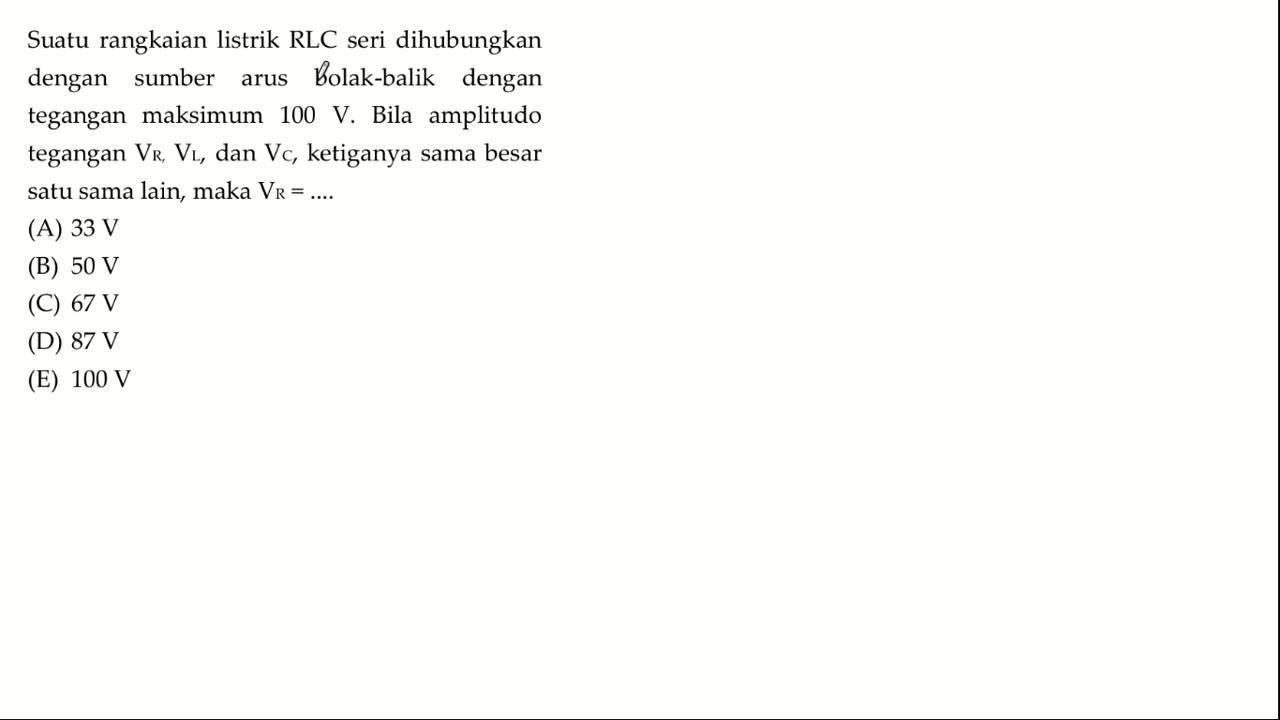 Suatu rangkaian listrik RLC seri dihubungkan
dengan sumber arus bolak-balik dengan
tegangan maksimum 100 V. Bila amplitudo
tegangan VR, VL, dan VC, ketiganya sama besar
satu sama lain, maka VR = ....
(A) 33 V
(B) 50 V
(C) 67 V
(D) 87 V
(E) 100 V